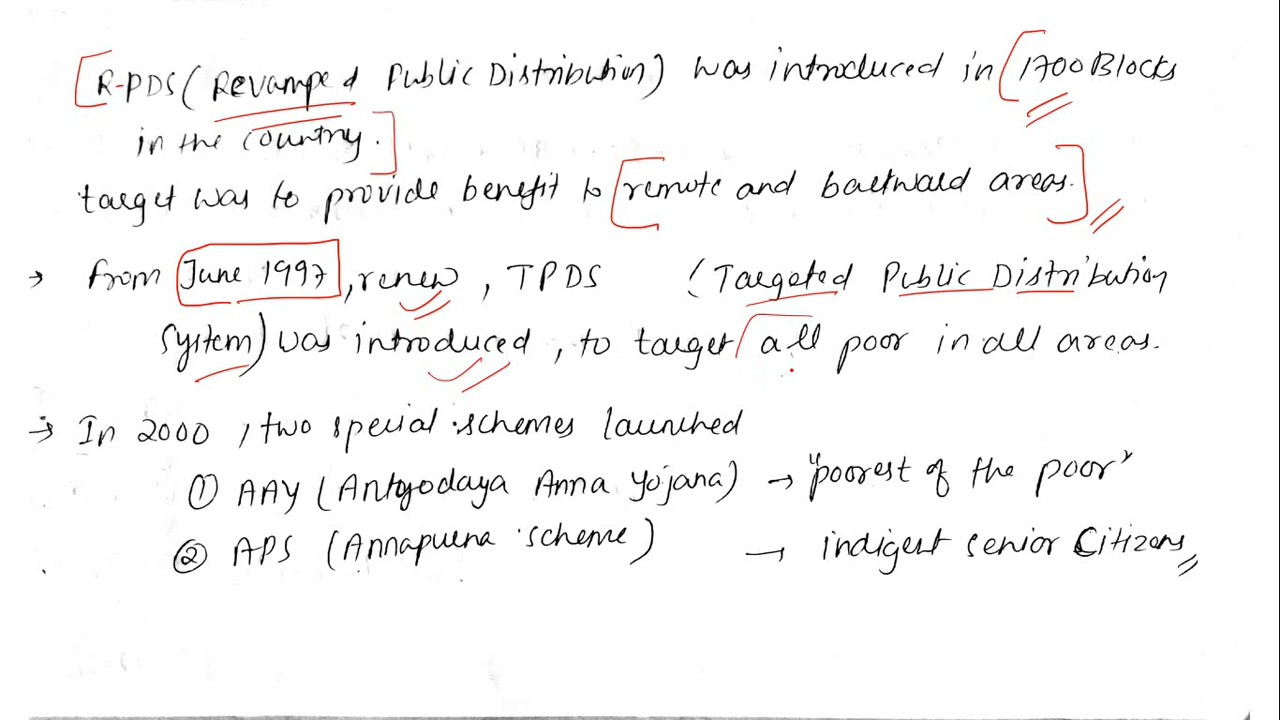 R-PDS (Revamped Public Distribution) was introduced in 1700 Blocks
in the country.
target was to provide benefit to remote and backward areas.
→ from June 1997, renew, TPDS (Targeted Public Distribution
System) was introduced, to target all poor in all areas.
→ In 2000, two special schemes launched
① AAY (Antyodaya Anna Yojana) → "poorest of the poor"
② APS (Annapurna scheme) → indigest senior Citizens